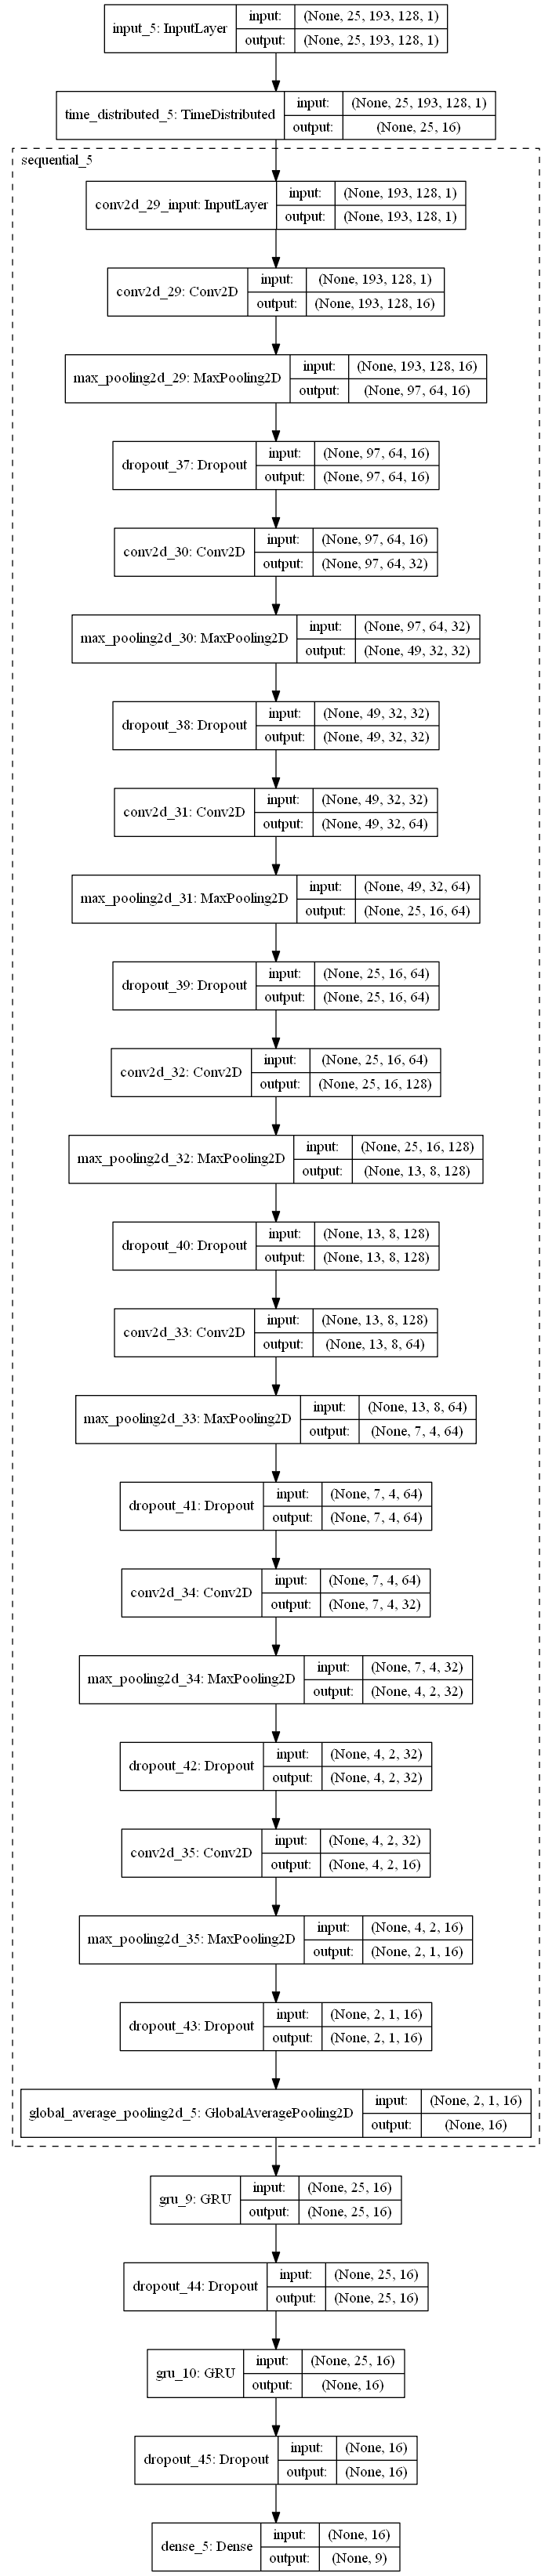 input_5: InputLayer input: (None, 25, 193, 128, 1)
output: (None, 25, 193, 128, 1)
time_distributed_5: TimeDistributed input: (None, 25, 193, 128, 1)
output: (None, 25, 16)
sequential_5
conv2d_29_input: InputLayer input: (None, 193, 128, 1)
output: (None, 193, 128, 1)
conv2d_29: Conv2D input: (None, 193, 128, 1)
output: (None, 193, 128, 16)
max_pooling2d_29: MaxPooling2D input: (None, 193, 128, 16)
output: (None, 97, 64, 16)
dropout_37: Dropout input: (None, 97, 64, 16)
output: (None, 97, 64, 16)
conv2d_30: Conv2D input: (None, 97, 64, 16)
output: (None, 97, 64, 32)
max_pooling2d_30: MaxPooling2D input: (None, 97, 64, 32)
output: (None, 49, 32, 32)
dropout_38: Dropout input: (None, 49, 32, 32)
output: (None, 49, 32, 32)
conv2d_31: Conv2D input: (None, 49, 32, 32)
output: (None, 49, 32, 64)
max_pooling2d_31: MaxPooling2D input: (None, 49, 32, 64)
output: (None, 25, 16, 64)
dropout_39: Dropout input: (None, 25, 16, 64)
output: (None, 25, 16, 64)
conv2d_32: Conv2D input: (None, 25, 16, 64)
output: (None, 25, 16, 128)
max_pooling2d_32: MaxPooling2D input: (None, 25, 16, 128)
output: (None, 13, 8, 128)
dropout_40: Dropout input: (None, 13, 8, 128)
output: (None, 13, 8, 128)
conv2d_33: Conv2D input: (None, 13, 8, 128)
output: (None, 13, 8, 64)
max_pooling2d_33: MaxPooling2D input: (None, 13, 8, 64)
output: (None, 7, 4, 64)
dropout_41: Dropout input: (None, 7, 4, 64)
output: (None, 7, 4, 64)
conv2d_34: Conv2D input: (None, 7, 4, 64)
output: (None, 7, 4, 32)
max_pooling2d_34: MaxPooling2D input: (None, 7, 4, 32)
output: (None, 4, 2, 32)
dropout_42: Dropout input: (None, 4, 2, 32)
output: (None, 4, 2, 32)
conv2d_35: Conv2D input: (None, 4, 2, 32)
output: (None, 4, 2, 16)
max_pooling2d_35: MaxPooling2D input: (None, 4, 2, 16)
output: (None, 2, 1, 16)
dropout_43: Dropout input: (None, 2, 1, 16)
output: (None, 2, 1, 16)
global_average_pooling2d_5: GlobalAveragePooling2D input: (None, 2, 1, 16)
output: (None, 16)
gru_9: GRU input: (None, 25, 16)
output: (None, 25, 16)
dropout_44: Dropout input: (None, 25, 16)
output: (None, 25, 16)
gru_10: GRU input: (None, 25, 16)
output: (None, 16)
dropout_45: Dropout input: (None, 16)
output: (None, 16)
dense_5: Dense input: (None, 16)
output: (None, 9)